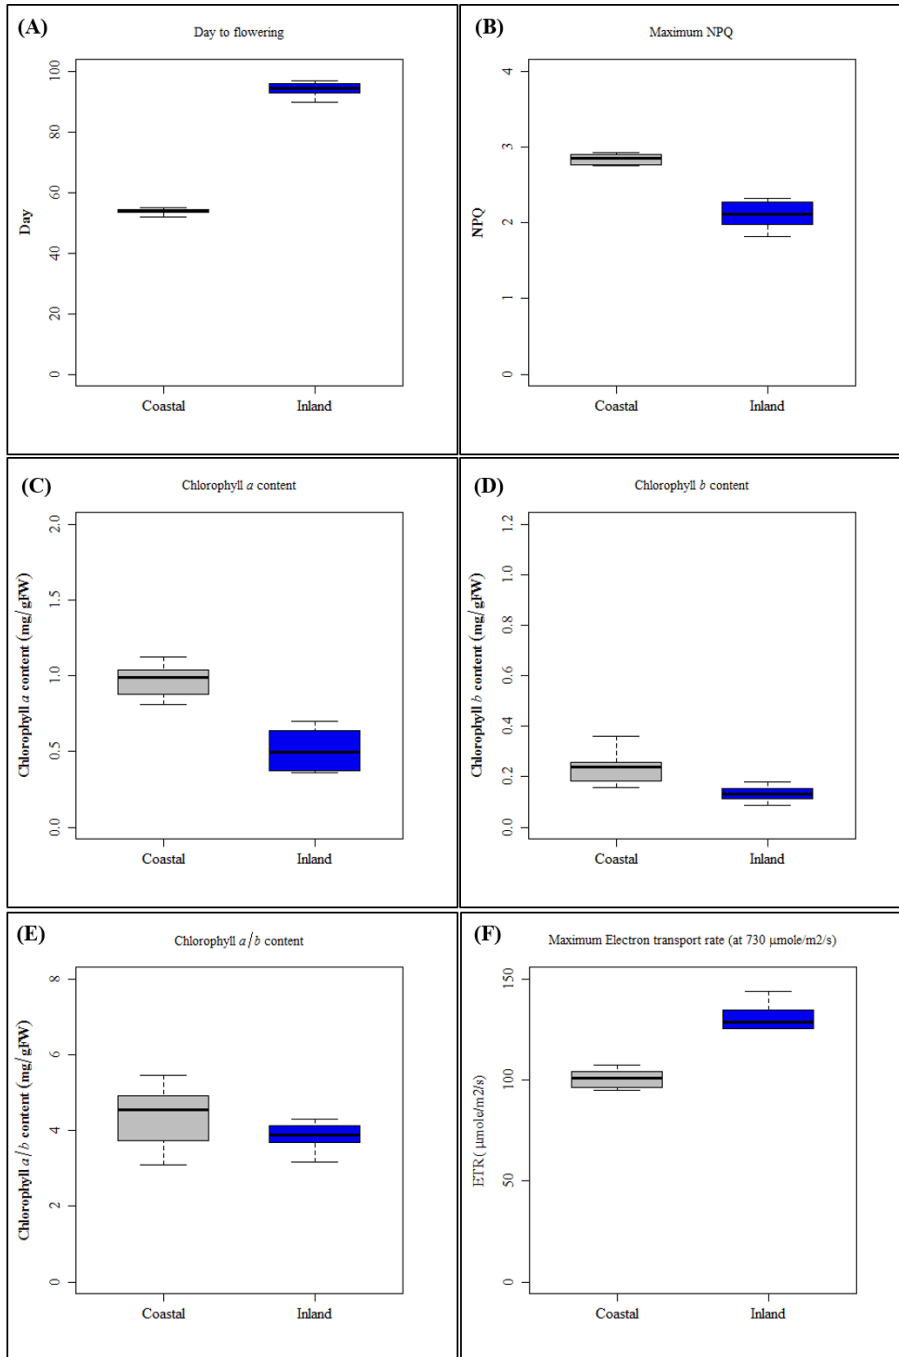 (A)
Day to flowering
Day
100
80
60
40
20
0
Coastal Inland
(B)
Maximum NPQ
NPQ
4
3
2
1
0
Coastal Inland
(C)
Chlorophyll a content
Chlorophyll a content (mg/gFW)
2.0
1.5
1.0
0.5
0.0
Coastal Inland
(D)
Chlorophyll b content
Chlorophyll b content (mg/gFW)
1.2
1.0
0.8
0.6
0.4
0.2
0.0
Coastal Inland
(E)
Chlorophyll a/b content
Chlorophyll a/b content (mg/gFW)
8
6
4
2
0
Coastal Inland
(F)
Maximum Electron transport rate (at 730 μmole/m2/s)
ETR( μmole/m2/s)
150
100
50
0
Coastal Inland